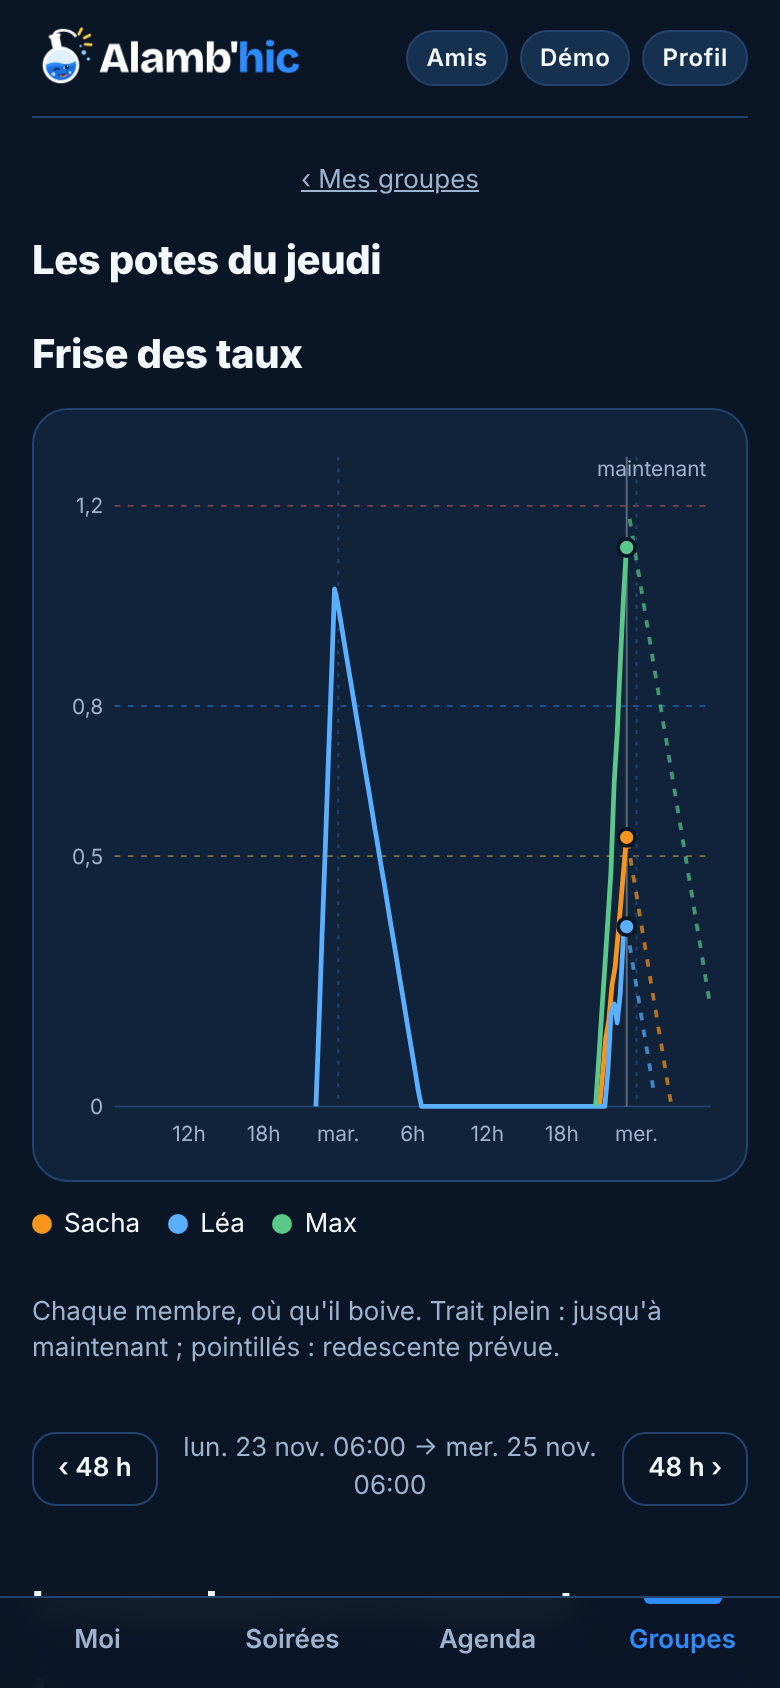 Alamb'hic
Amis
Démo
Profil
‹ Mes groupes
Les potes du jeudi
Frise des taux
maintenant
1,2
0,8
0,5
0
12h 18h mar. 6h 12h 18h mer.
Sacha Léa Max
Chaque membre, où qu'il boive. Trait plein : jusqu'à
maintenant ; pointillés : redescente prévue.
‹ 48 h
lun. 23 nov. 06:00 → mer. 25 nov.
06:00
48 h ›
Moi
Soirées
Agenda
Groupes